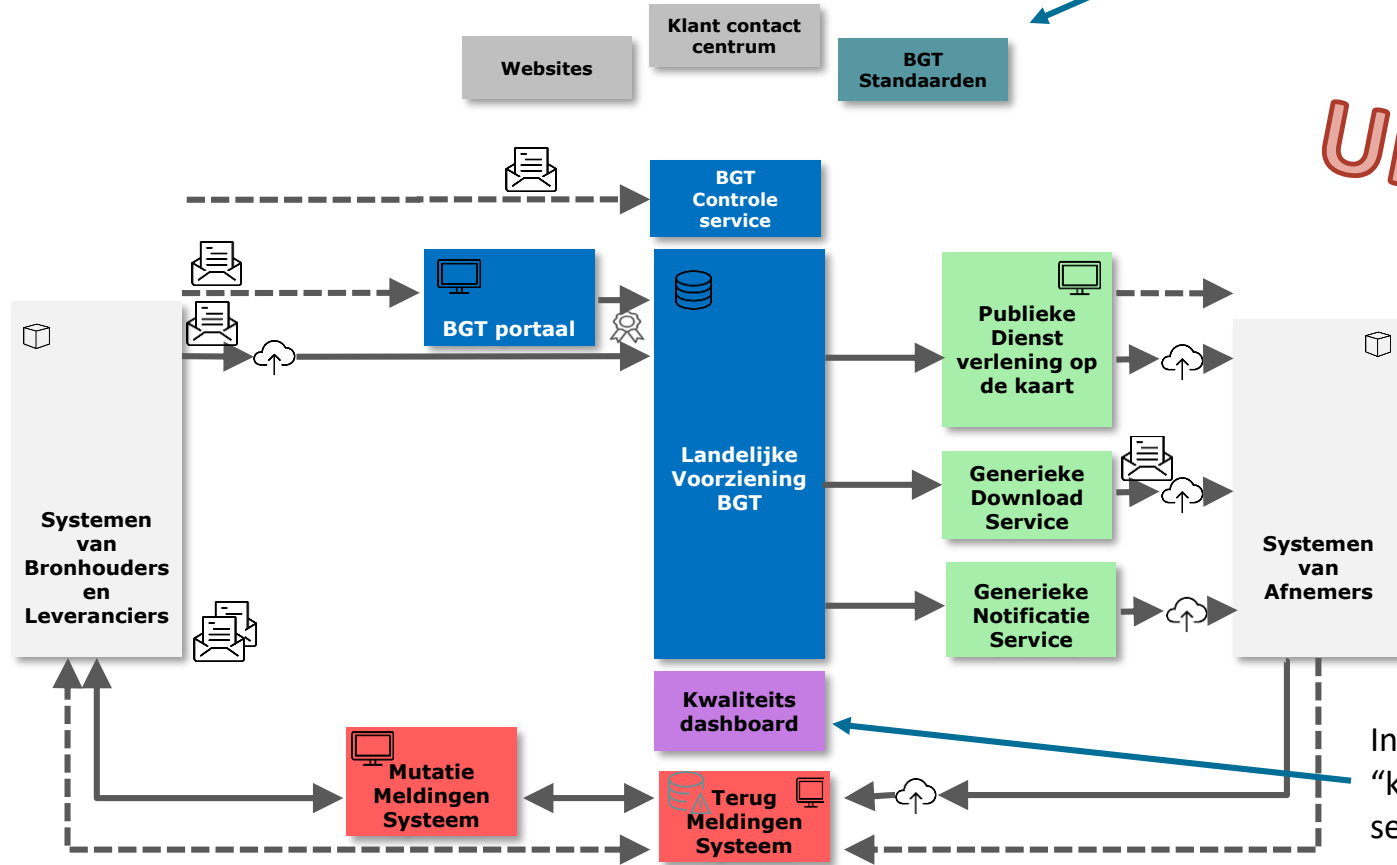 Klant contact
centrum
Websites
BGT
Standaarden
BGT
Controle
service
BGT portaal
Publieke
Dienst
verlening op
de kaart
Landelijke
Voorziening
BGT
Generieke
Download
Service
Systemen
van
Bronhouders
en
Leveranciers
Systemen
van
Afnemers
Generieke
Notificatie
Service
Kwaliteits
dashboard
Mutatie
Meldingen
Systeem
Terug
Meldingen
Systeem
In